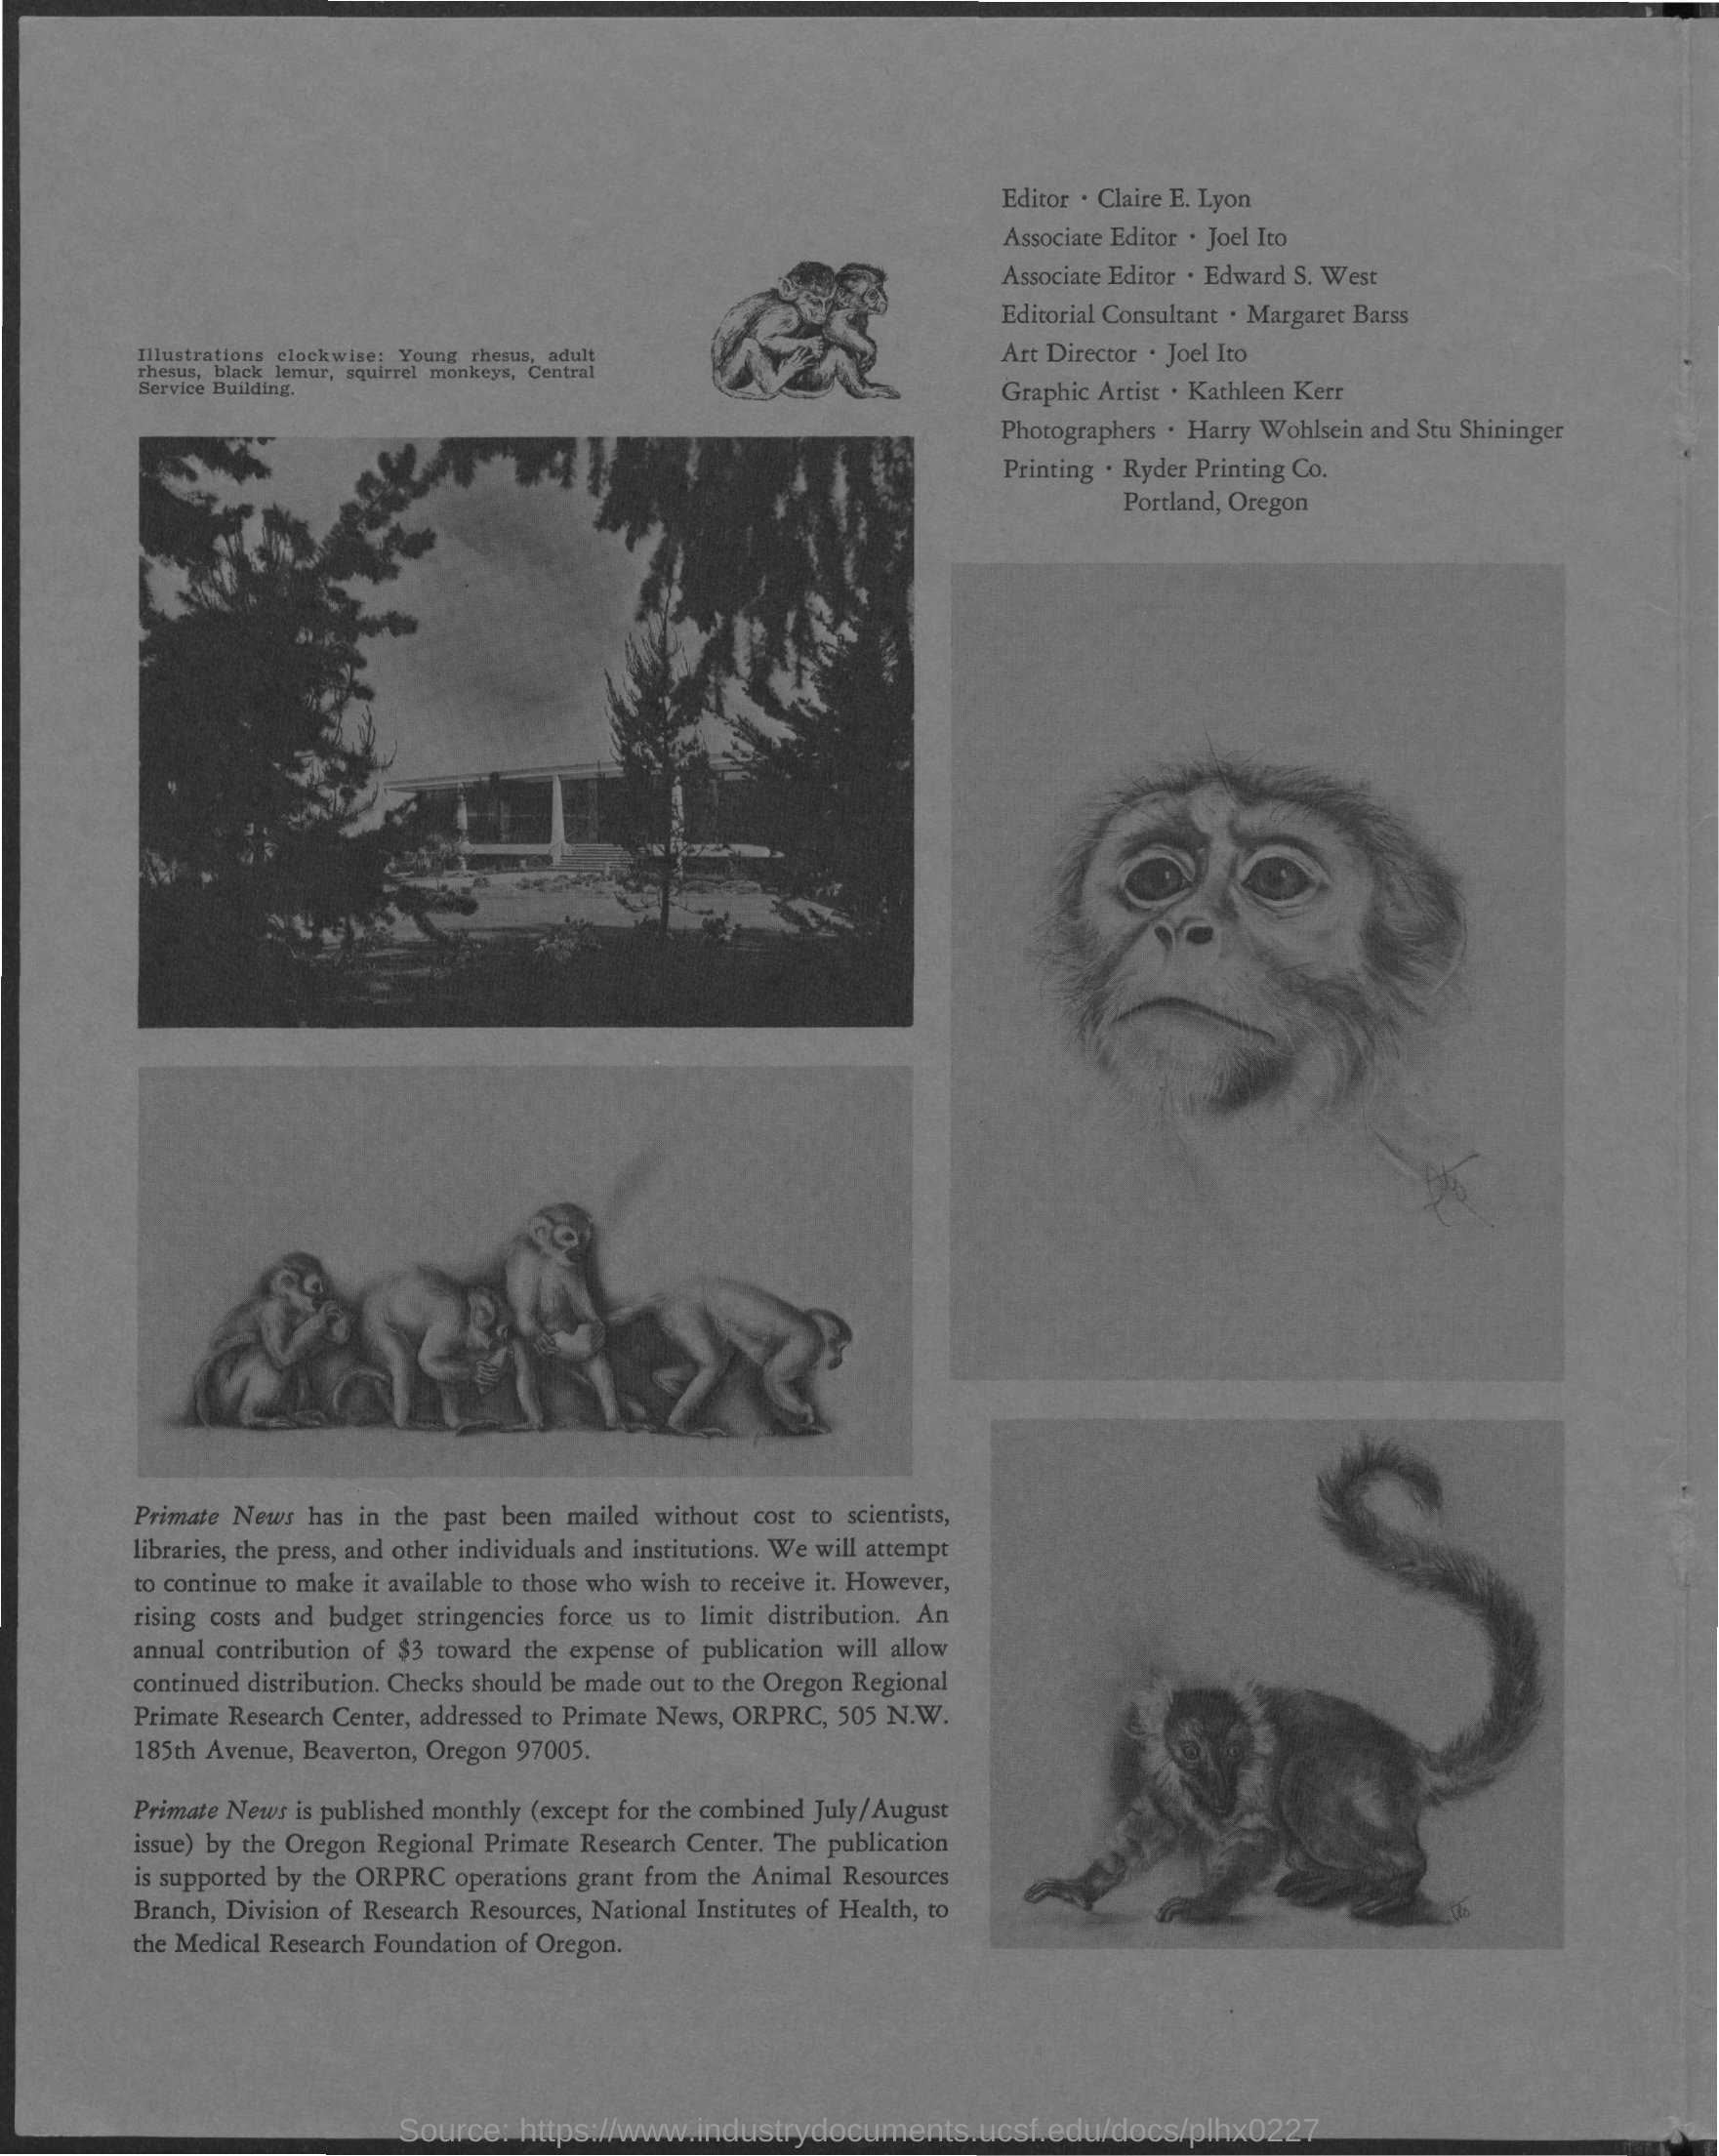 Editor · Claire E. Lyon
Associate Editor · Joel Ito
Associate Editor · Edward S. West
Editorial Consultant · Margaret Barss
Art Director · Joel Ito
Graphic Artist · Kathleen Kerr
Photographers · Harry Wohlsein and Stu Shininger
Printing · Ryder Printing Co.
Portland, Oregon
Illustrations clockwise: Young rhesus, adult
rhesus, black lemur, squirrel monkeys, Central
Service Building.
Ito
Primate News has in the past been mailed without cost to scientists,
libraries, the press, and other individuals and institutions. We will attempt
to continue to make it available to those who wish to receive it. However,
rising costs and budget stringencies force us to limit distribution. An
annual contribution of $3 toward the expense of publication will allow
continued distribution. Checks should be made out to the Oregon Regional
Primate Research Center, addressed to Primate News, ORPRC, 505 N.W.
185th Avenue, Beaverton, Oregon 97005.
Primate News is published monthly (except for the combined July/August
issue) by the Oregon Regional Primate Research Center. The publication
is supported by the ORPRC operations grant from the Animal Resources
Branch, Division of Research Resources, National Institutes of Health, to
the Medical Research Foundation of Oregon.
Ito
Source: https://www.industrydocuments.ucsf.edu/docs/plhx0227